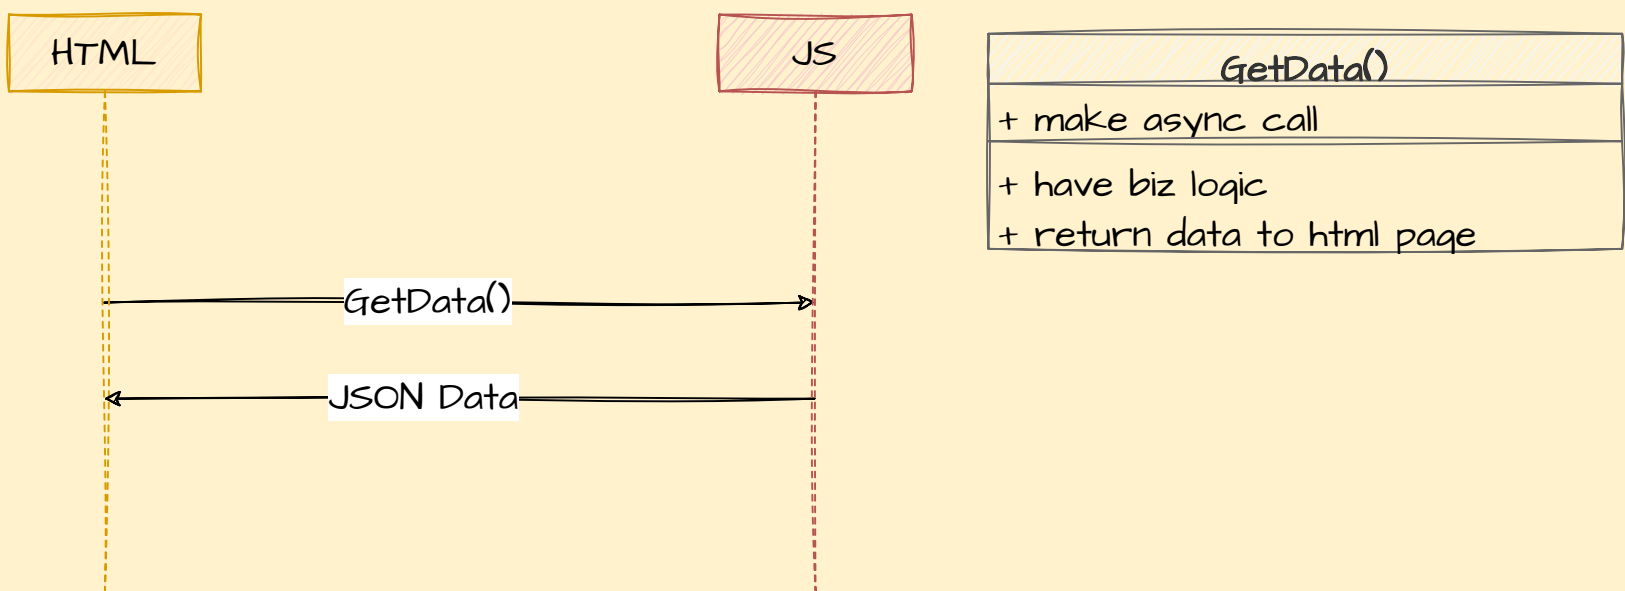 HTML
JS
GetData()
+ make async call
+ have biz logic
+ return data to html page
GetData()
JSON Data